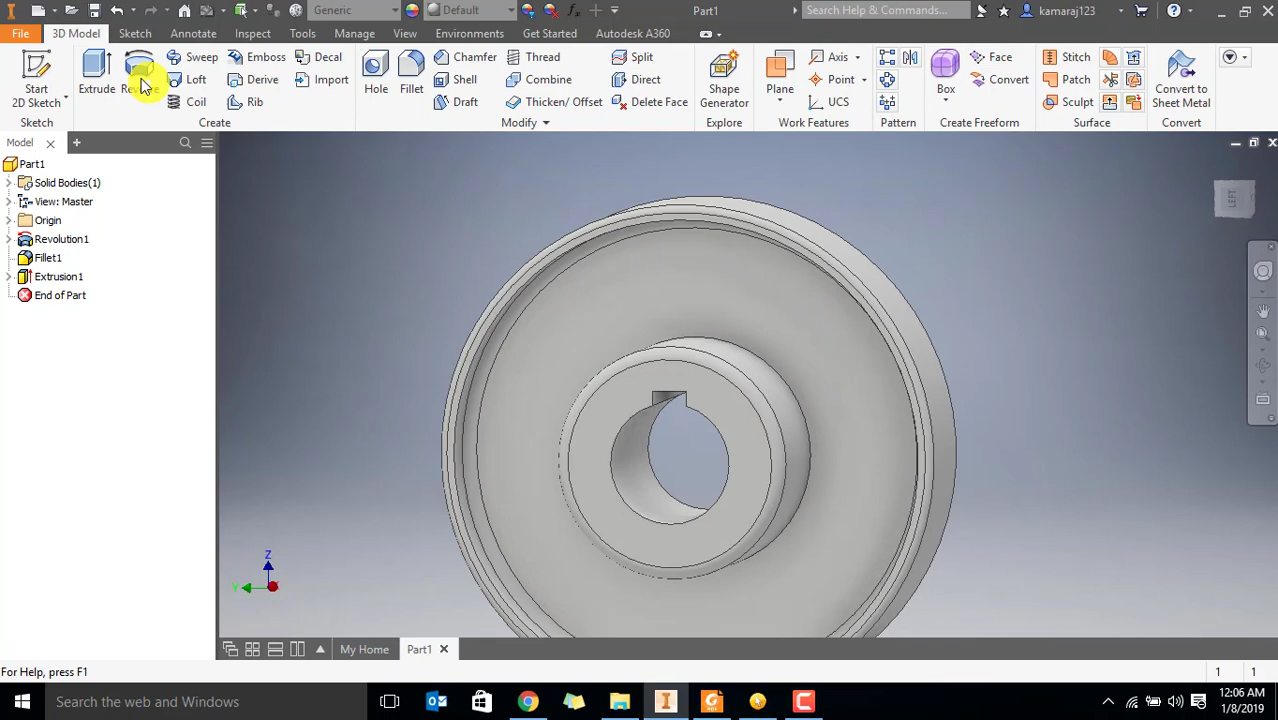 Generic
Default
fx
Part1
Search Help & Commands...
kamaraj123
File
3D Model
Sketch
Annotate
Inspect
Tools
Manage
View
Environments
Get Started
Autodesk A360
Start
2D Sketch
Extrude
Sweep
Loft
Coil
Emboss
Derive
Rib
Decal
Import
Hole
Fillet
Chamfer
Shell
Draft
Thread
Combine
Thicken/ Offset
Split
Direct
Delete Face
Shape
Generator
Plane
Axis
Point
UCS
Box
Face
Convert
Stitch
Patch
Sculpt
Convert to
Sheet Metal
Sketch
Create
Modify
Explore
Work Features
Pattern
Create Freeform
Surface
Convert
Model
Part1
Solid Bodies(1)
View: Master
Origin
Revolution1
Fillet1
Extrusion1
End of Part
LEFT
Z
Y
My Home
Part1
For Help, press F1
1
1
Search the web and Windows
12:06 AM
1/8/2019